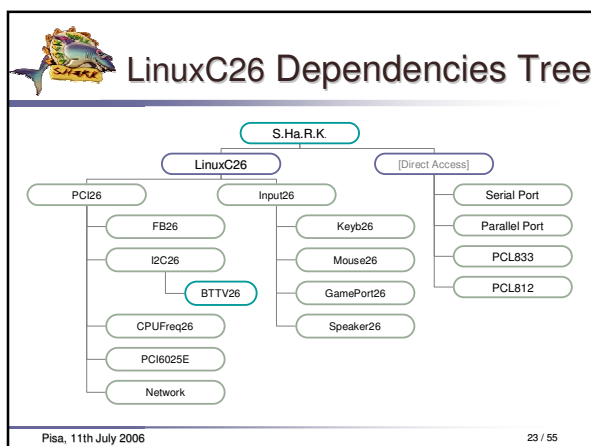 SHARK
LinuxC26 Dependencies Tree
S.Ha.R.K.
LinuxC26
[Direct Access]
PCI26
Input26
Serial Port
FB26
Keyb26
Parallel Port
I2C26
Mouse26
PCL833
BTTV26
GamePort26
PCL812
CPUFreq26
Speaker26
PCI6025E
Network
Pisa, 11th July 2006
23 / 55